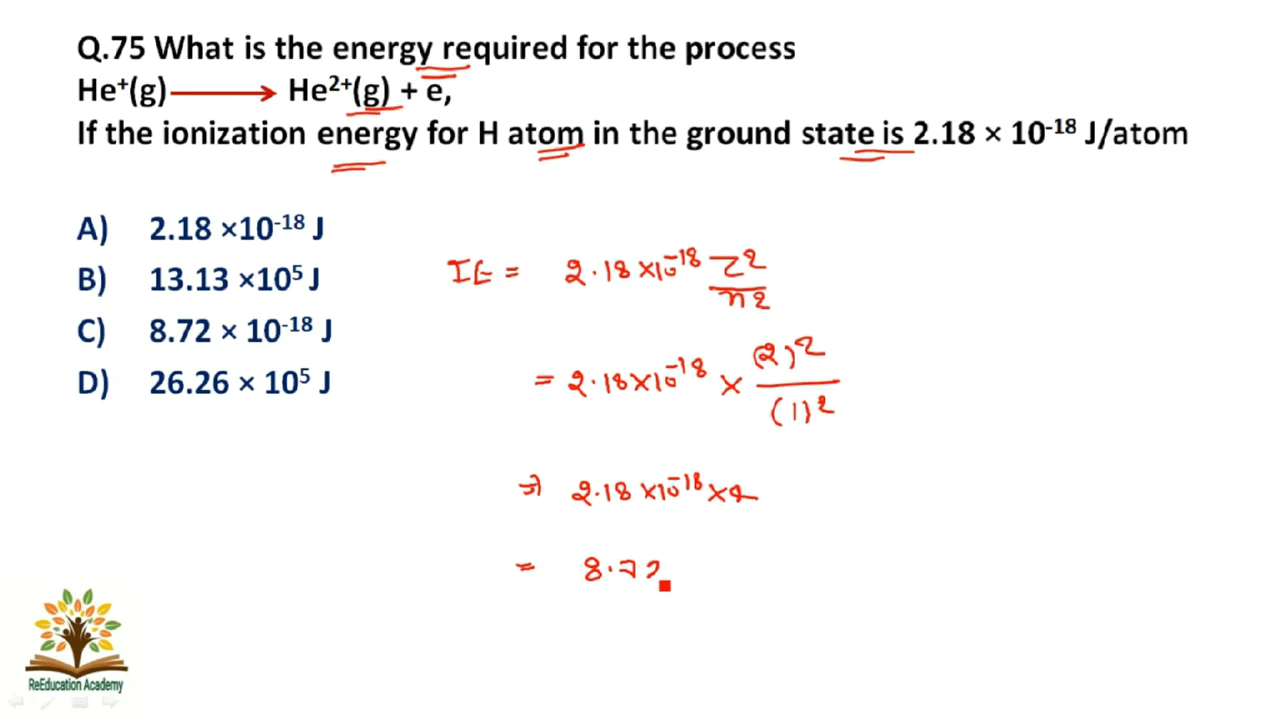 Q.75 What is the energy required for the process
He⁺(g) ⟶ He²⁺(g) + e,
If the ionization energy for H atom in the ground state is 2.18 × 10⁻¹⁸ J/atom
A) 2.18 ×10⁻¹⁸ J
B) 13.13 ×10⁵ J
C) 8.72 × 10⁻¹⁸ J
D) 26.26 × 10⁵ J
IE = 2.18×10⁻¹⁸ Z²/n²
= 2.18×10⁻¹⁸ × (2)²/(1)²
⇒ 2.18×10⁻¹⁸×4
= 8.72
ReEducation Academy